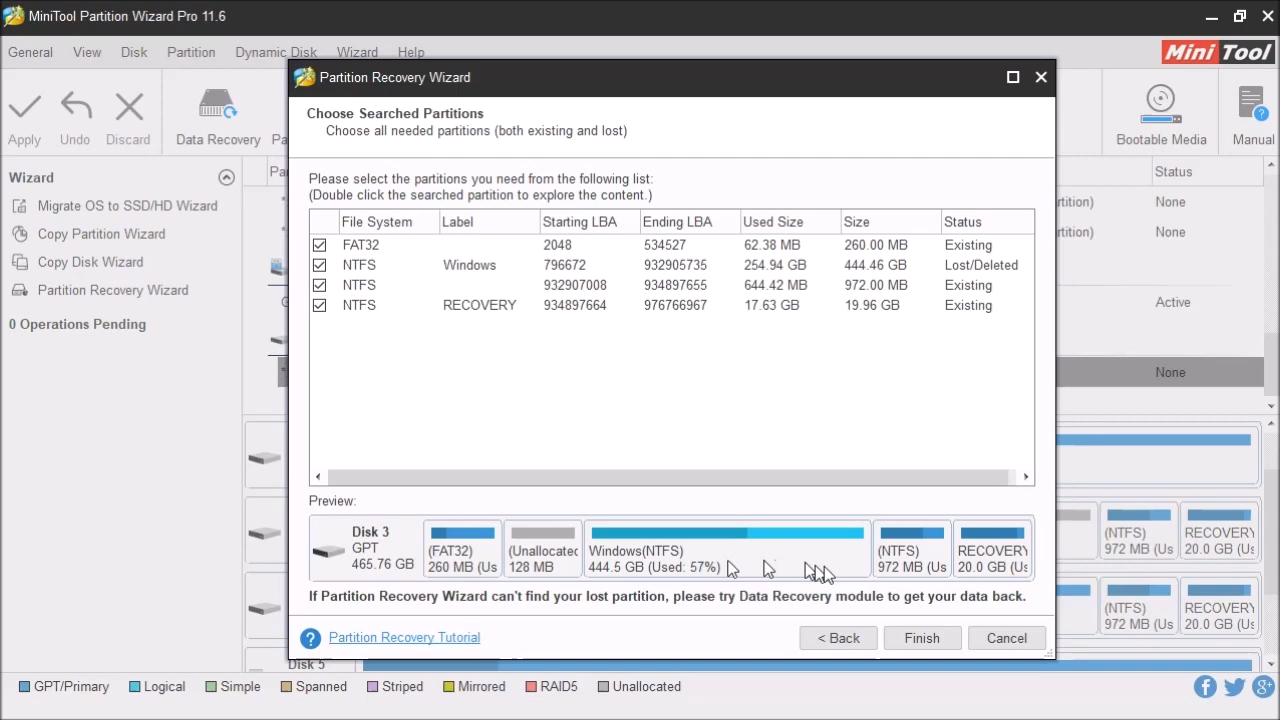 MiniTool Partition Wizard Pro 11.6
General View Disk Partition Dynamic Disk Wizard Help
Mini Tool
Apply Undo Discard Data Recovery Pa Bootable Media Manual
Partition Recovery Wizard
Choose Searched Partitions
Choose all needed partitions (both existing and lost)
Please select the partitions you need from the following list:
(Double click the searched partition to explore the content.)
File System Label Starting LBA Ending LBA Used Size Size Status
FAT32 2048 534527 62.38 MB 260.00 MB Existing
NTFS Windows 796672 932905735 254.94 GB 444.46 GB Lost/Deleted
NTFS 932907008 934897655 644.42 MB 972.00 MB Existing
NTFS RECOVERY 934897664 976766967 17.63 GB 19.96 GB Existing
Preview:
Disk 3
GPT
465.76 GB
(FAT32)
260 MB (Us
(Unallocated
128 MB
Windows(NTFS)
444.5 GB (Used: 57%)
(NTFS)
972 MB (Us
RECOVERY
20.0 GB (Us
If Partition Recovery Wizard can't find your lost partition, please try Data Recovery module to get your data back.
Partition Recovery Tutorial
< Back Finish Cancel
Wizard
Migrate OS to SSD/HD Wizard
Copy Partition Wizard
Copy Disk Wizard
Partition Recovery Wizard
0 Operations Pending
Pa
Status
rtition) None
rtition) None
Active
None
(NTFS)
972 MB (Us
RECOVERY
20.0 GB (Us
(NTFS)
972 MB (Us
RECOVERY
20.0 GB (Us
Disk 5
GPT/Primary Logical Simple Spanned Striped Mirrored RAID5 Unallocated